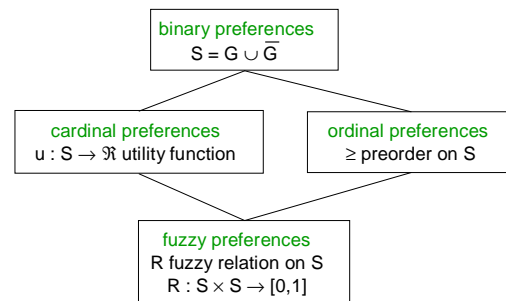 binary preferences
S = G ∪ G̅
cardinal preferences
u : S → ℜ utility function
ordinal preferences
≥ preorder on S
fuzzy preferences
R fuzzy relation on S
R : S × S → [0,1]